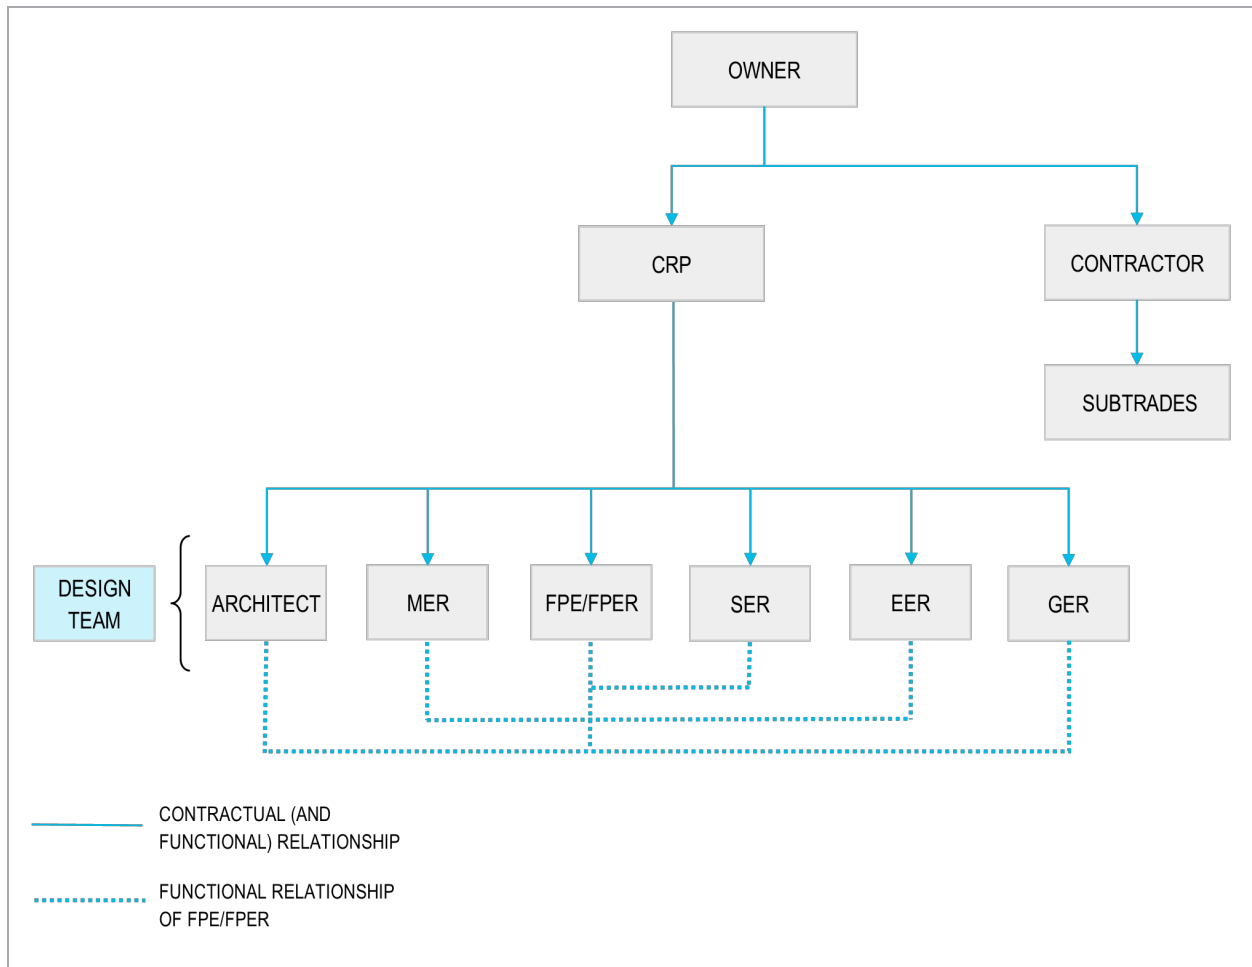 OWNER
CRP
CONTRACTOR
SUBTRADES
DESIGN
TEAM
ARCHITECT
MER
FPE/FPER
SER
EER
GER
CONTRACTUAL (AND
FUNCTIONAL) RELATIONSHIP
FUNCTIONAL RELATIONSHIP
OF FPE/FPER